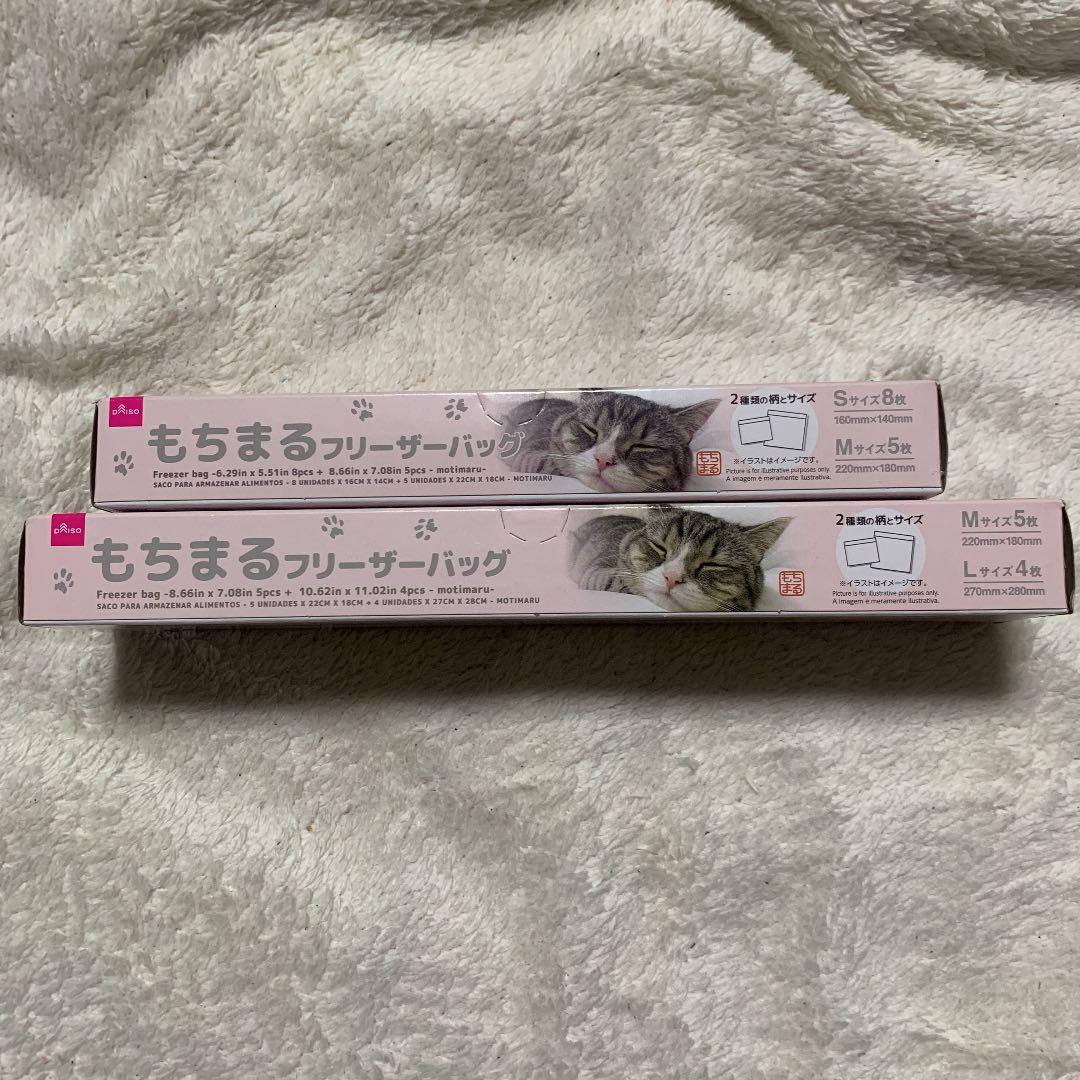 DAISO
もちまるフリーザーバッグ
Freezer bag -6.29in x 5.51in 8pcs + 8.66in x 7.08in 5pcs - motimaru-
SACO PARA ARMAZENAR ALIMENTOS - 8 UNIDADES X 16CM X 14CM + 5 UNIDADES X 22CM X 18CM - MOTIMARU
もちまる
2種類の柄とサイズ
※イラストはイメージです。
Picture is for illustrative purposes only.
A imagem é meramente ilustrativa.
Sサイズ8枚
160mm×140mm
Mサイズ5枚
220mm×180mm
DAISO
もちまるフリーザーバッグ
Freezer bag -8.66in x 7.08in 5pcs + 10.62in x 11.02in 4pcs - motimaru-
SACO PARA ARMAZENAR ALIMENTOS - 5 UNIDADES X 22CM X 18CM + 4 UNIDADES X 27CM X 28CM - MOTIMARU
もちまる
2種類の柄とサイズ
※イラストはイメージです。
Picture is for illustrative purposes only.
A imagem é meramente ilustrativa.
Mサイズ5枚
220mm×180mm
Lサイズ4枚
270mm×280mm